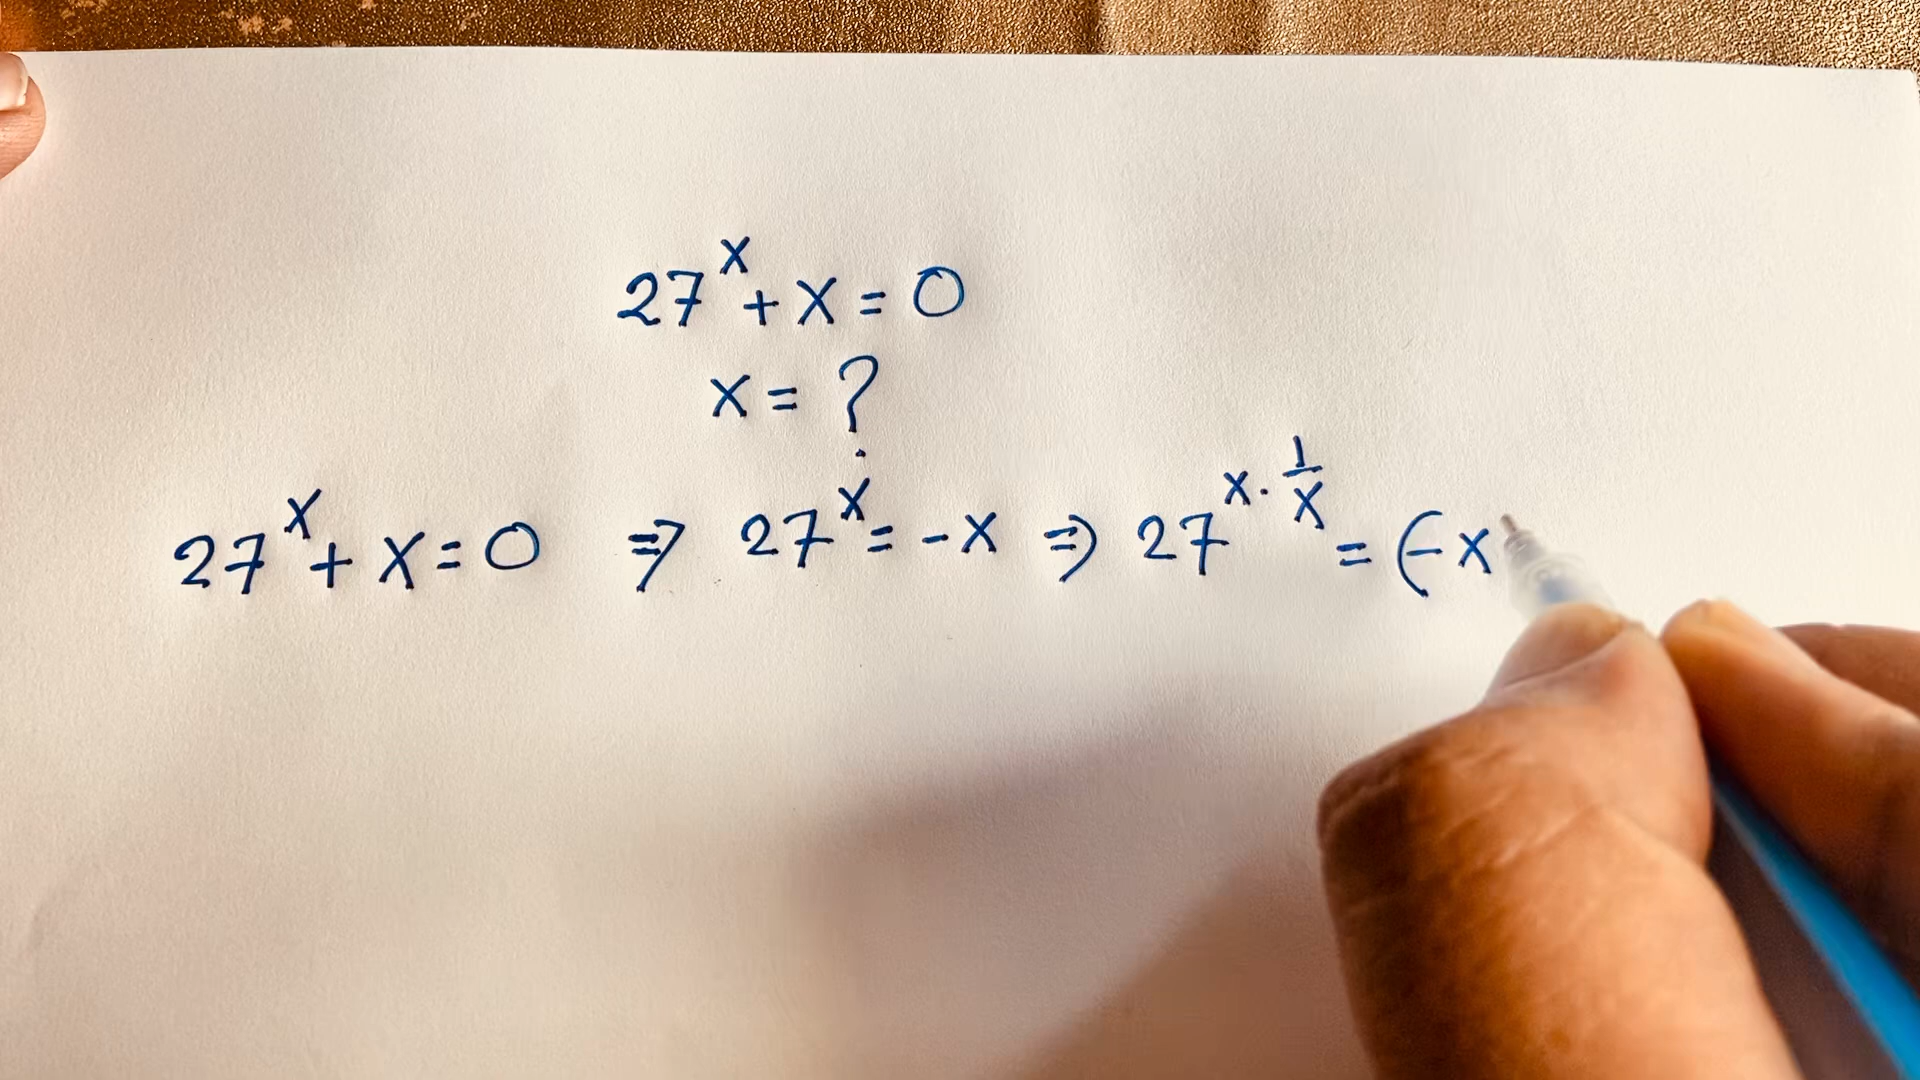 27^x + x = 0
x = ?
27^x + x = 0 ⇒ 27^x = -x ⇒ 27^{x · 1/x} = (-x